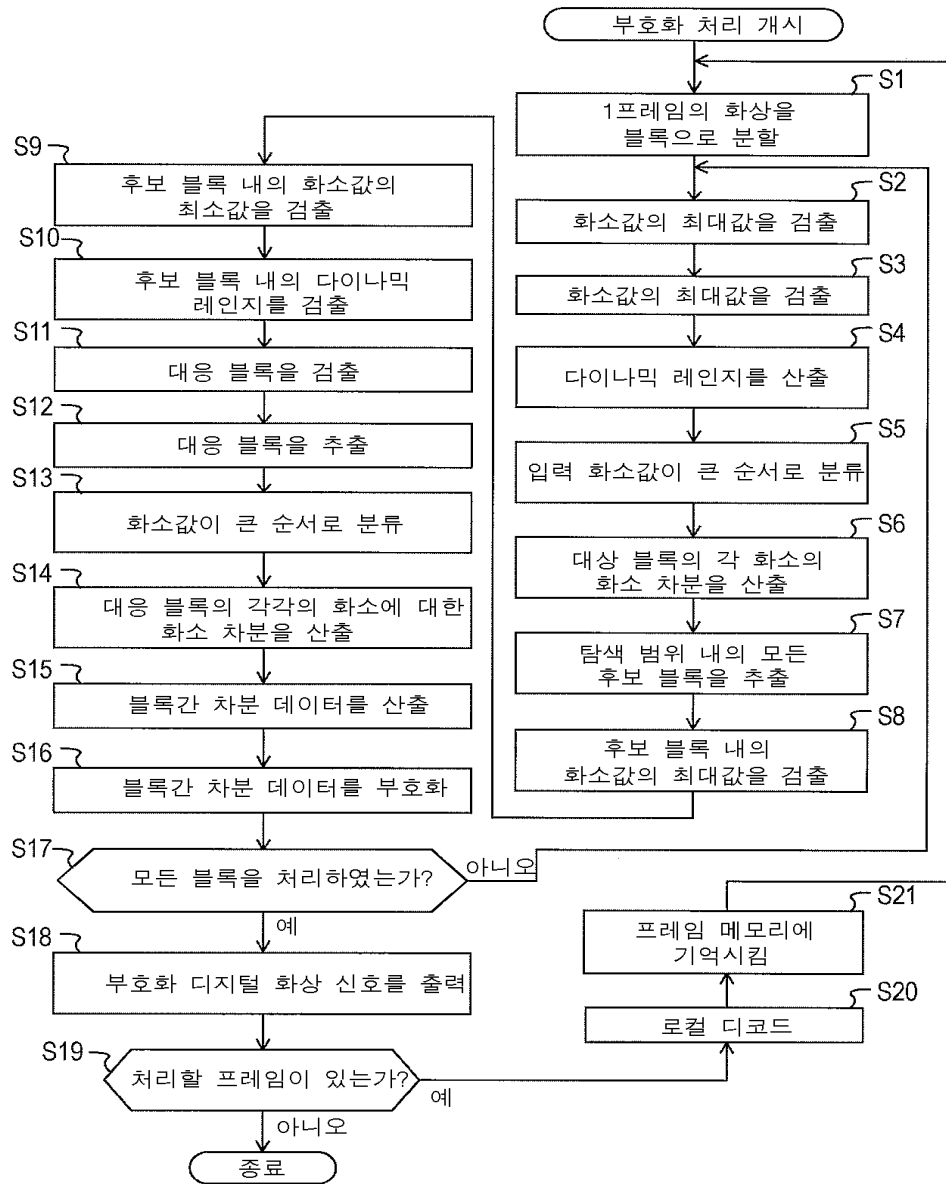 부호화 처리 개시
S1
1프레임의 화상을
블록으로 분할
S2
화소값의 최대값을 검출
S3
화소값의 최대값을 검출
S4
다이나믹 레인지를 산출
S5
입력 화소값이 큰 순서로 분류
S6
대상 블록의 각 화소의
화소 차분을 산출
S7
탐색 범위 내의 모든
후보 블록을 추출
S8
후보 블록 내의
화소값의 최대값을 검출
S9
후보 블록 내의 화소값의
최소값을 검출
S10
후보 블록 내의 다이나믹
레인지를 검출
S11
대응 블록을 검출
S12
대응 블록을 추출
S13
화소값이 큰 순서로 분류
S14
대응 블록의 각각의 화소에 대한
화소 차분을 산출
S15
블록간 차분 데이터를 산출
S16
블록간 차분 데이터를 부호화
S17
모든 블록을 처리하였는가?
아니오
예
S18
부호화 디지털 화상 신호를 출력
S19
처리할 프레임이 있는가?
예
아니오
S20
로컬 디코드
S21
프레임 메모리에
기억시킴
종료